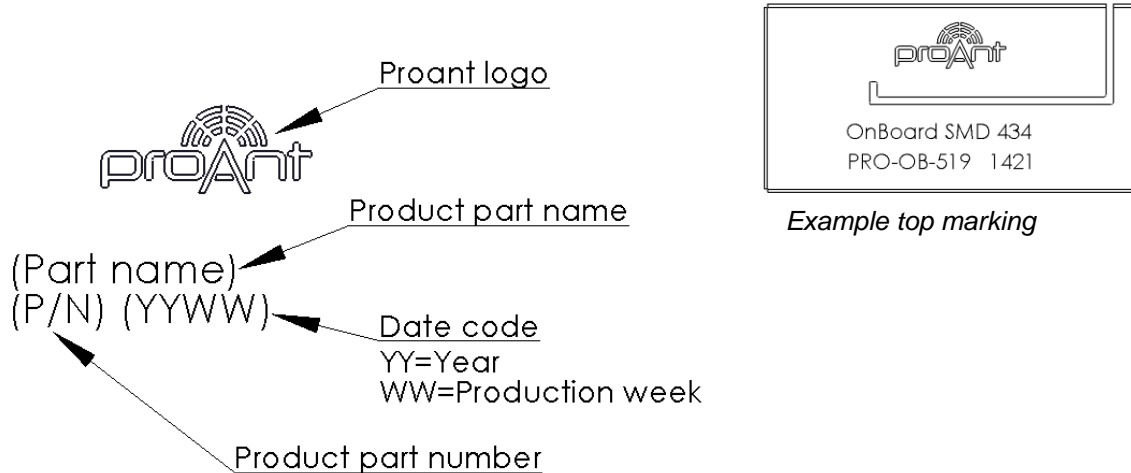 Proant logo
proAnt
Product part name
(Part name)
(P/N) (YYWW)
Date code
YY=Year
WW=Production week
Product part number
proAnt
OnBoard SMD 434
PRO-OB-519 1421
Example top marking